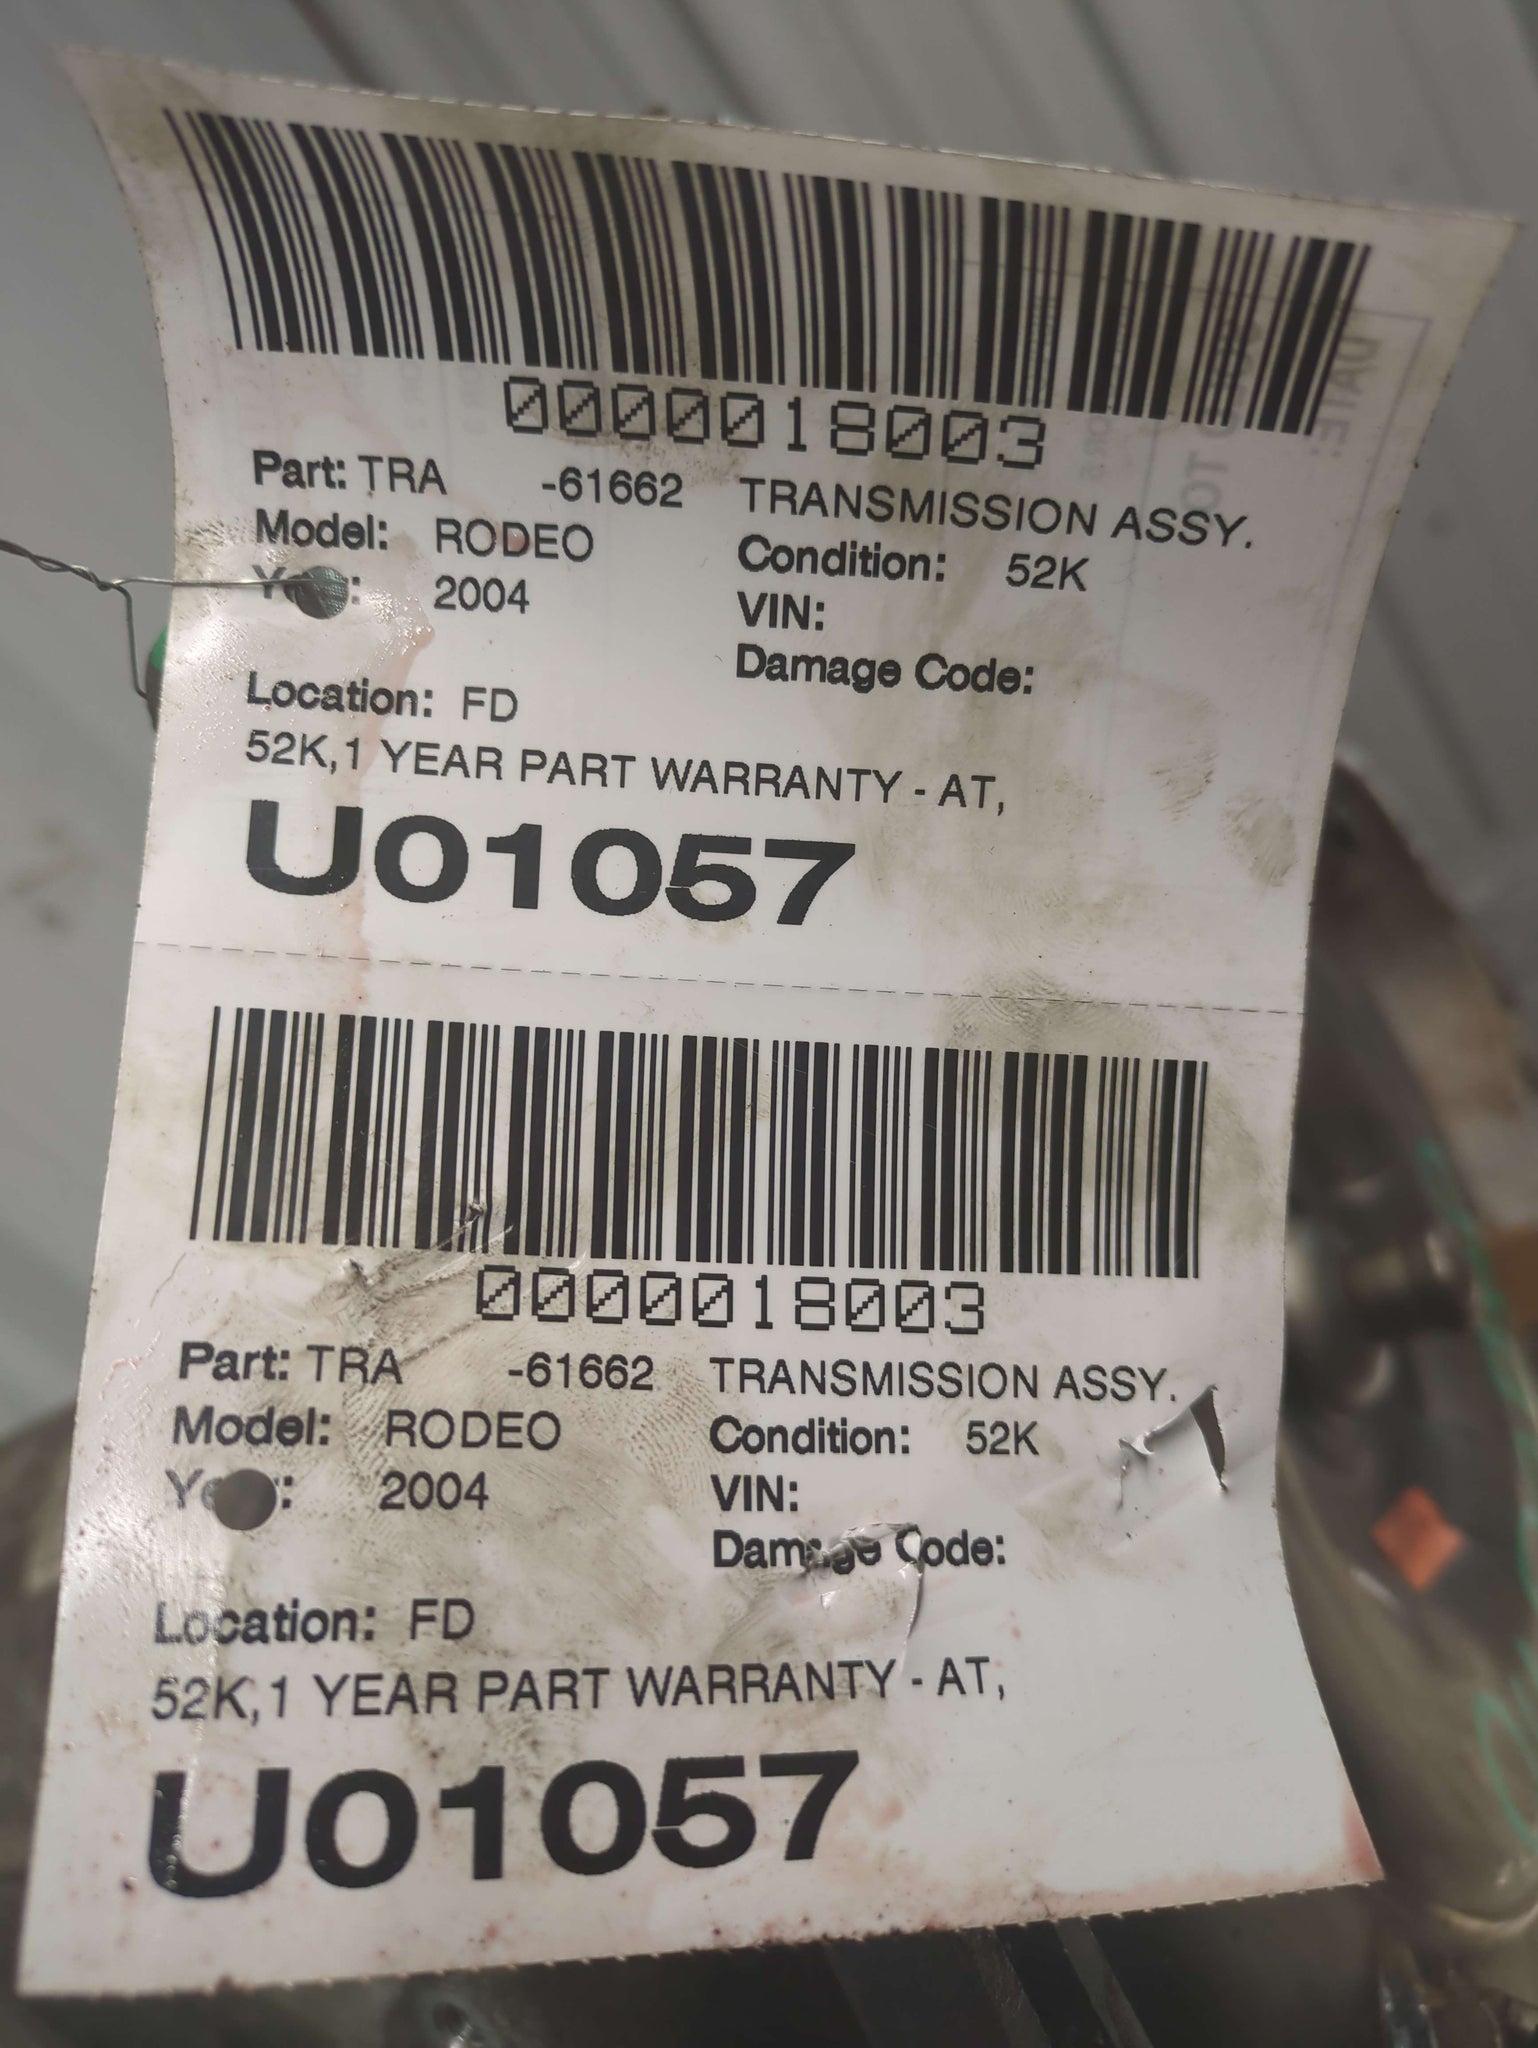 0000018003
Part: TRA -61662 TRANSMISSION ASSY.
Model: RODEO Condition: 52K
Year: 2004 VIN:
Damage Code:
Location: FD
52K,1 YEAR PART WARRANTY - AT,
U01057
0000018003
Part: TRA -61662 TRANSMISSION ASSY.
Model: RODEO Condition: 52K
Year: 2004 VIN:
Damage Code:
Location: FD
52K,1 YEAR PART WARRANTY - AT,
U01057